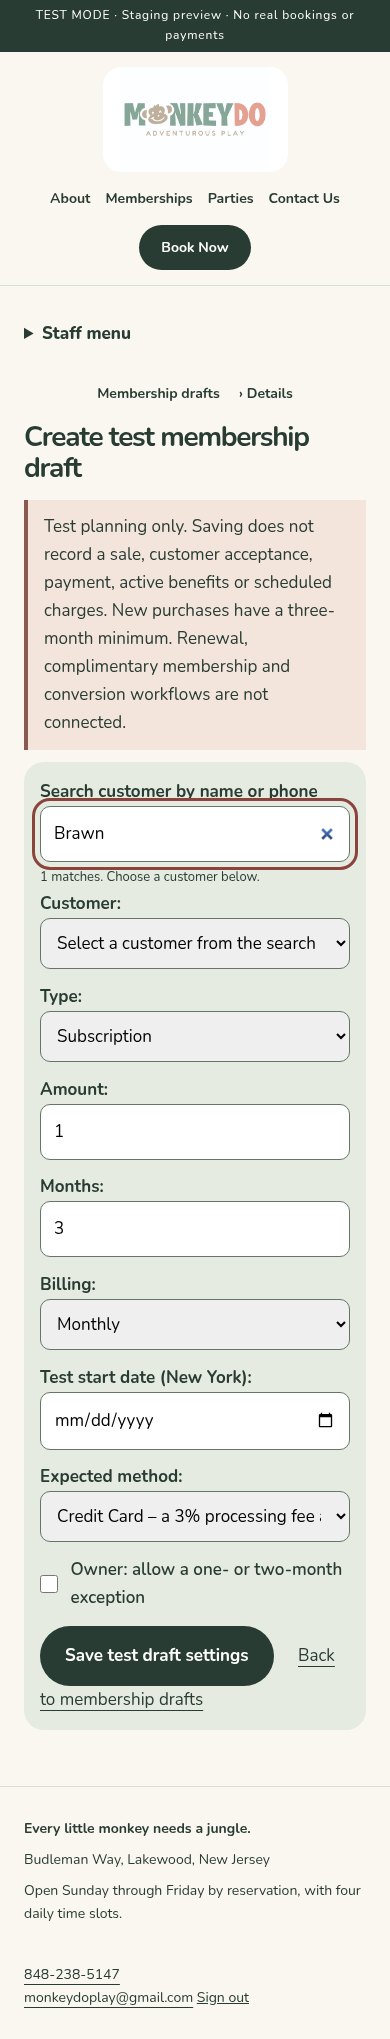 TEST MODE · Staging preview · No real bookings or
payments
MONKEYDO
ADVENTUROUS PLAY
About Memberships Parties Contact Us
Book Now
Staff menu
Membership drafts › Details
Create test membership
draft
Test planning only. Saving does not
record a sale, customer acceptance,
payment, active benefits or scheduled
charges. New purchases have a three-
month minimum. Renewal,
complimentary membership and
conversion workflows are not
connected.
Search customer by name or phone
Brawn
1 matches. Choose a customer below.
Customer:
Select a customer from the search
Type:
Subscription
Amount:
1
Months:
3
Billing:
Monthly
Test start date (New York):
mm/dd/yyyy
Expected method:
Credit Card – a 3% processing fee
Owner: allow a one- or two-month
exception
Save test draft settings Back
to membership drafts
Every little monkey needs a jungle.
Budleman Way, Lakewood, New Jersey
Open Sunday through Friday by reservation, with four
daily time slots.
848-238-5147
monkeydoplay@gmail.com Sign out